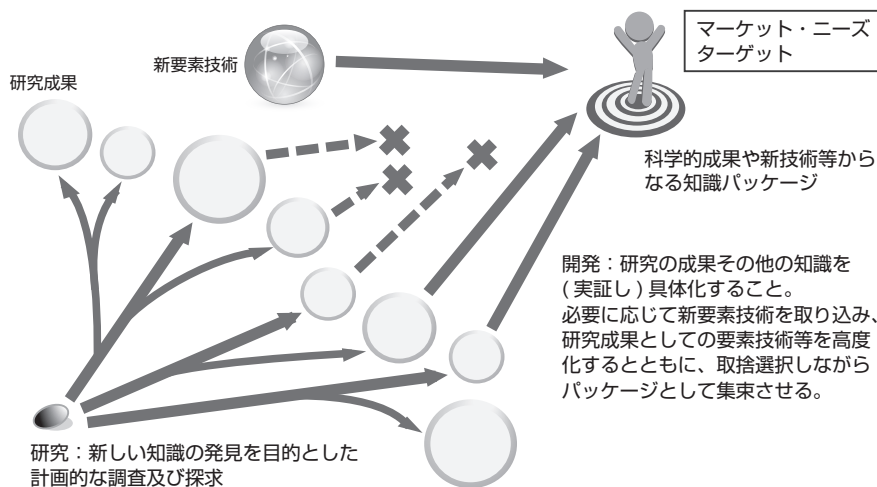 マーケット・ニーズ
ターゲット
新要素技術
研究成果
科学的成果や新技術等から
なる知識パッケージ
開発：研究の成果その他の知識を
(実証し)具体化すること。
必要に応じて新要素技術を取り込み、
研究成果としての要素技術等を高度
化するとともに、取捨選択しながら
パッケージとして集束させる。
研究：新しい知識の発見を目的とした
計画的な調査及び探求